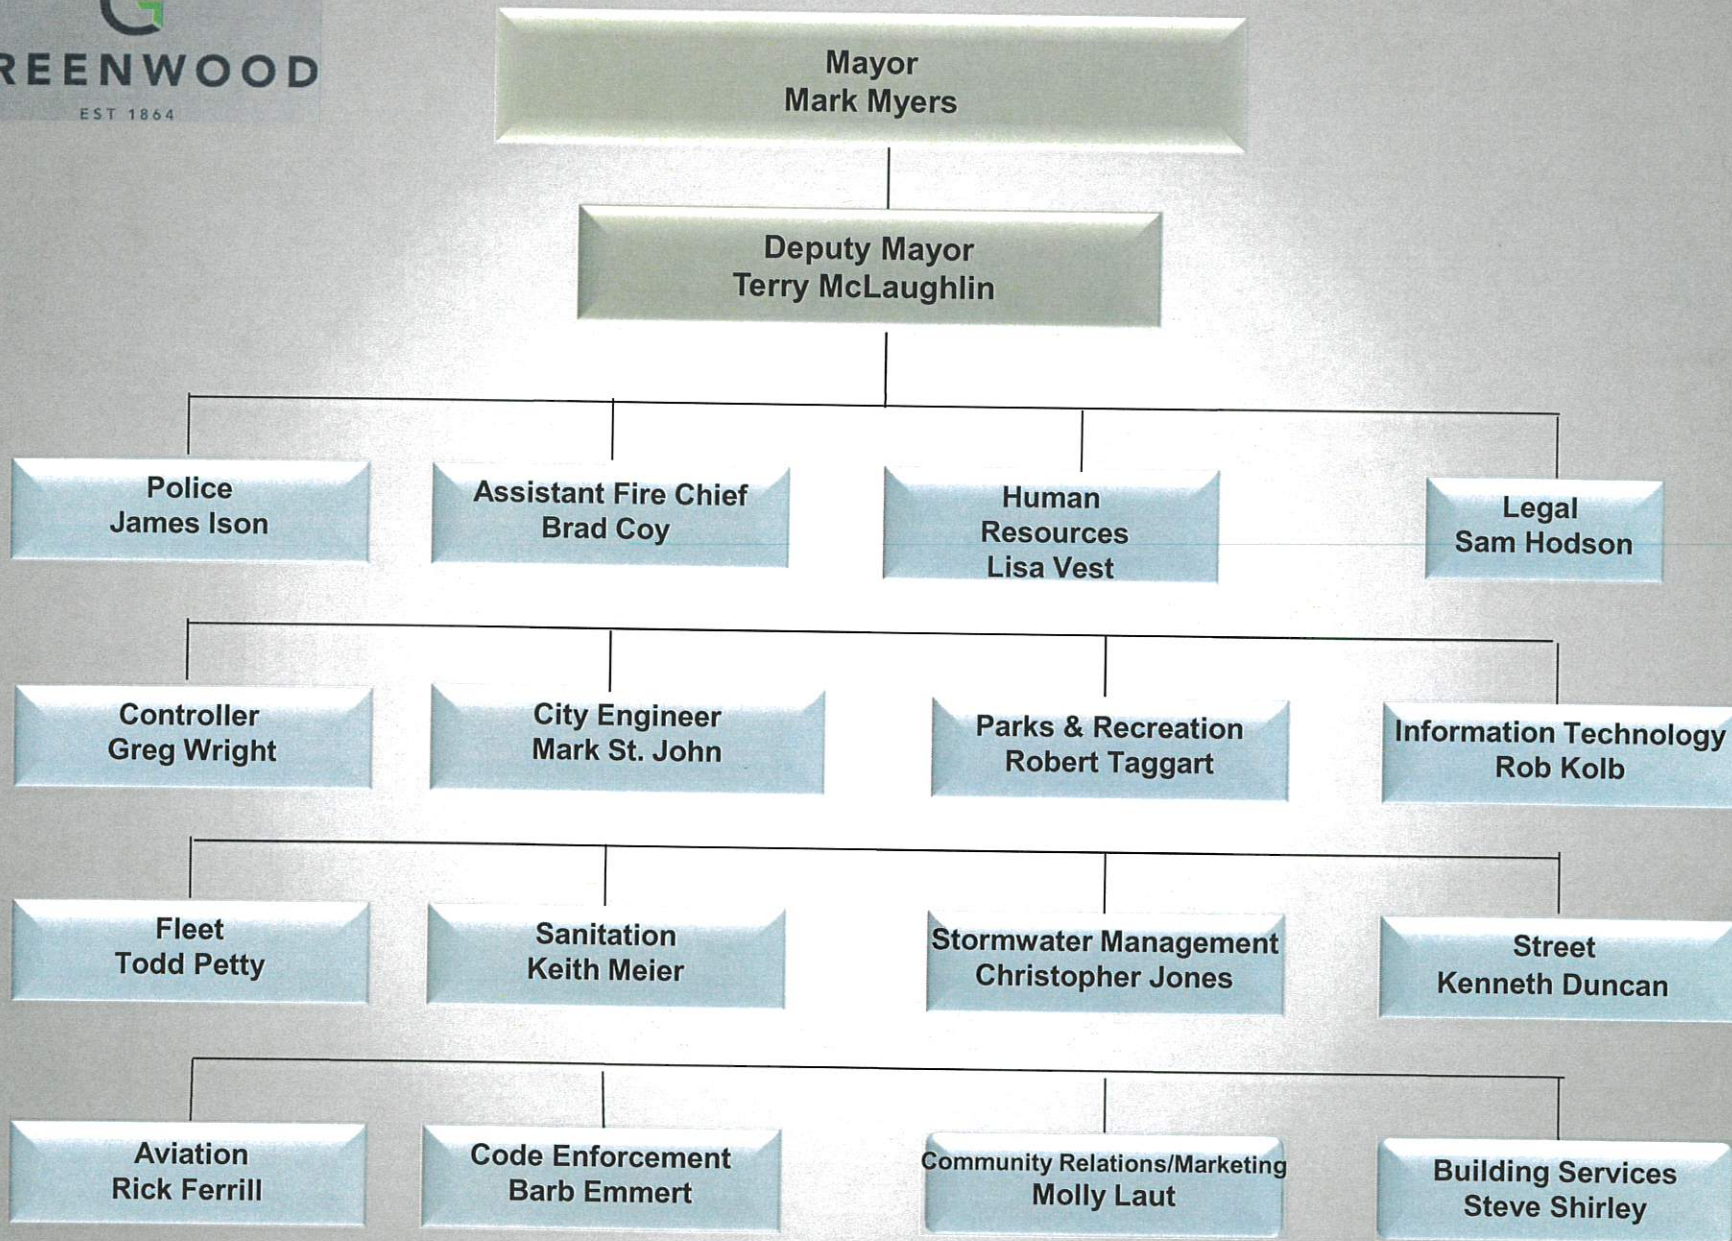 REENWOOD
EST 1864
Mayor
Mark Myers
Deputy Mayor
Terry McLaughlin
Police
James Ison
Assistant Fire Chief
Brad Coy
Human
Resources
Lisa Vest
Legal
Sam Hodson
Controller
Greg Wright
City Engineer
Mark St. John
Parks & Recreation
Robert Taggart
Information Technology
Rob Kolb
Fleet
Todd Petty
Sanitation
Keith Meier
Stormwater Management
Christopher Jones
Street
Kenneth Duncan
Aviation
Rick Ferrill
Code Enforcement
Barb Emmert
Community Relations/Marketing
Molly Laut
Building Services
Steve Shirley